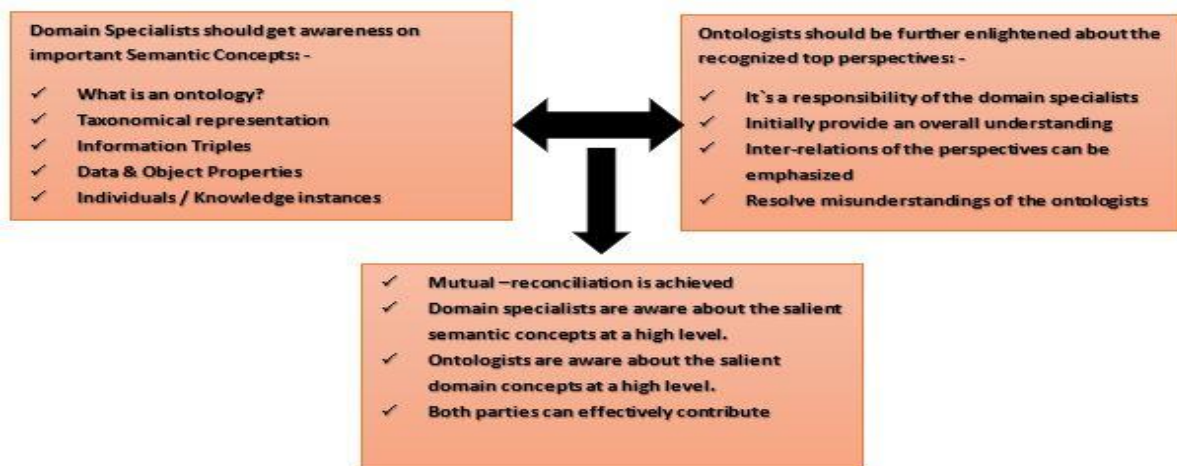 Domain Specialists should get awareness on
important Semantic Concepts: -
✓ What is an ontology?
✓ Taxonomical representation
✓ Information Triples
✓ Data & Object Properties
✓ Individuals / Knowledge instances
Ontologists should be further enlightened about the
recognized top perspectives: -
✓ It`s a responsibility of the domain specialists
✓ Initially provide an overall understanding
✓ Inter-relations of the perspectives can be
emphasized
✓ Resolve misunderstandings of the ontologists
✓ Mutual –reconciliation is achieved
✓ Domain specialists are aware about the salient
semantic concepts at a high level.
✓ Ontologists are aware about the salient
domain concepts at a high level.
✓ Both parties can effectively contribute